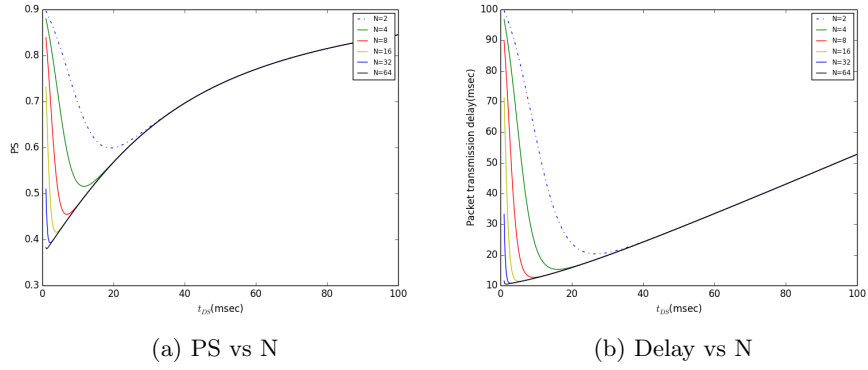 0.9
0.8
0.7
0.6
0.5
0.4
0.3
PS
0 20 40 60 80 100
t_DS(msec)
N=2
N=4
N=8
N=16
N=32
N=64
(a) PS vs N
100
90
80
70
60
50
40
30
20
10
Packet transmission delay(msec)
0 20 40 60 80 100
t_DS(msec)
N=2
N=4
N=8
N=16
N=32
N=64
(b) Delay vs N